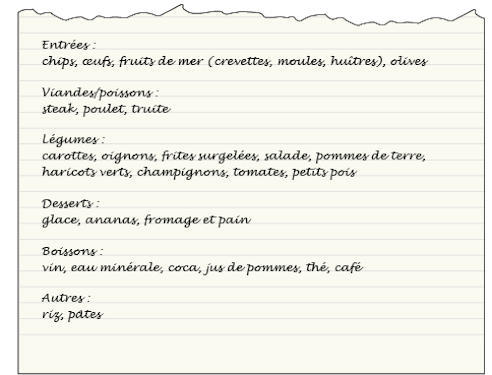 Entrées :
chips, œufs, fruits de mer (crevettes, moules, huîtres), olives
Viandes/poissons :
steak, poulet, truite
Légumes :
carottes, oignons, frites surgelées, salade, pommes de terre,
haricots verts, champignons, tomates, petits pois
Desserts :
glace, ananas, fromage et pain
Boissons :
vin, eau minérale, coca, jus de pommes, thé, café
Autres :
riz, pâtes